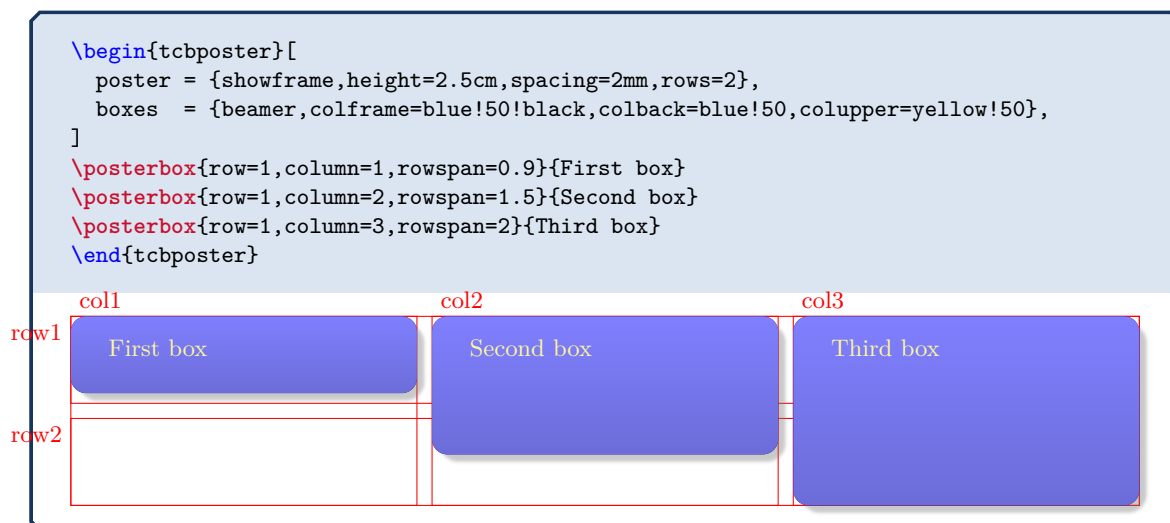 \begin{tcbposter}[
  poster = {showframe,height=2.5cm,spacing=2mm,rows=2},
  boxes  = {beamer,colframe=blue!50!black,colback=blue!50,colupper=yellow!50},
]
\posterbox{row=1,column=1,rowspan=0.9}{First box}
\posterbox{row=1,column=2,rowspan=1.5}{Second box}
\posterbox{row=1,column=3,rowspan=2}{Third box}
\end{tcbposter}
col1 col2 col3
row1
First box Second box Third box
row2